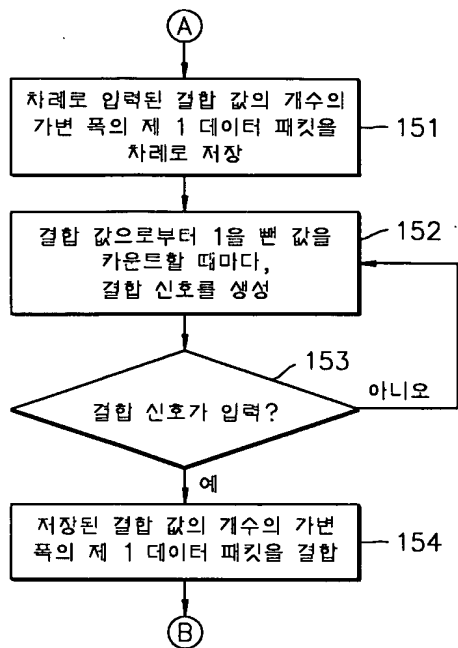 A
차례로 입력된 결합 값의 개수의
가변 폭의 제 1 데이터 패킷을
차례로 저장
151
결합 값으로부터 1을 뺀 값을
카운트할 때마다,
결합 신호를 생성
152
153
결합 신호가 입력?
아니오
예
저장된 결합 값의 개수의 가변
폭의 제 1 데이터 패킷을 결합
154
B